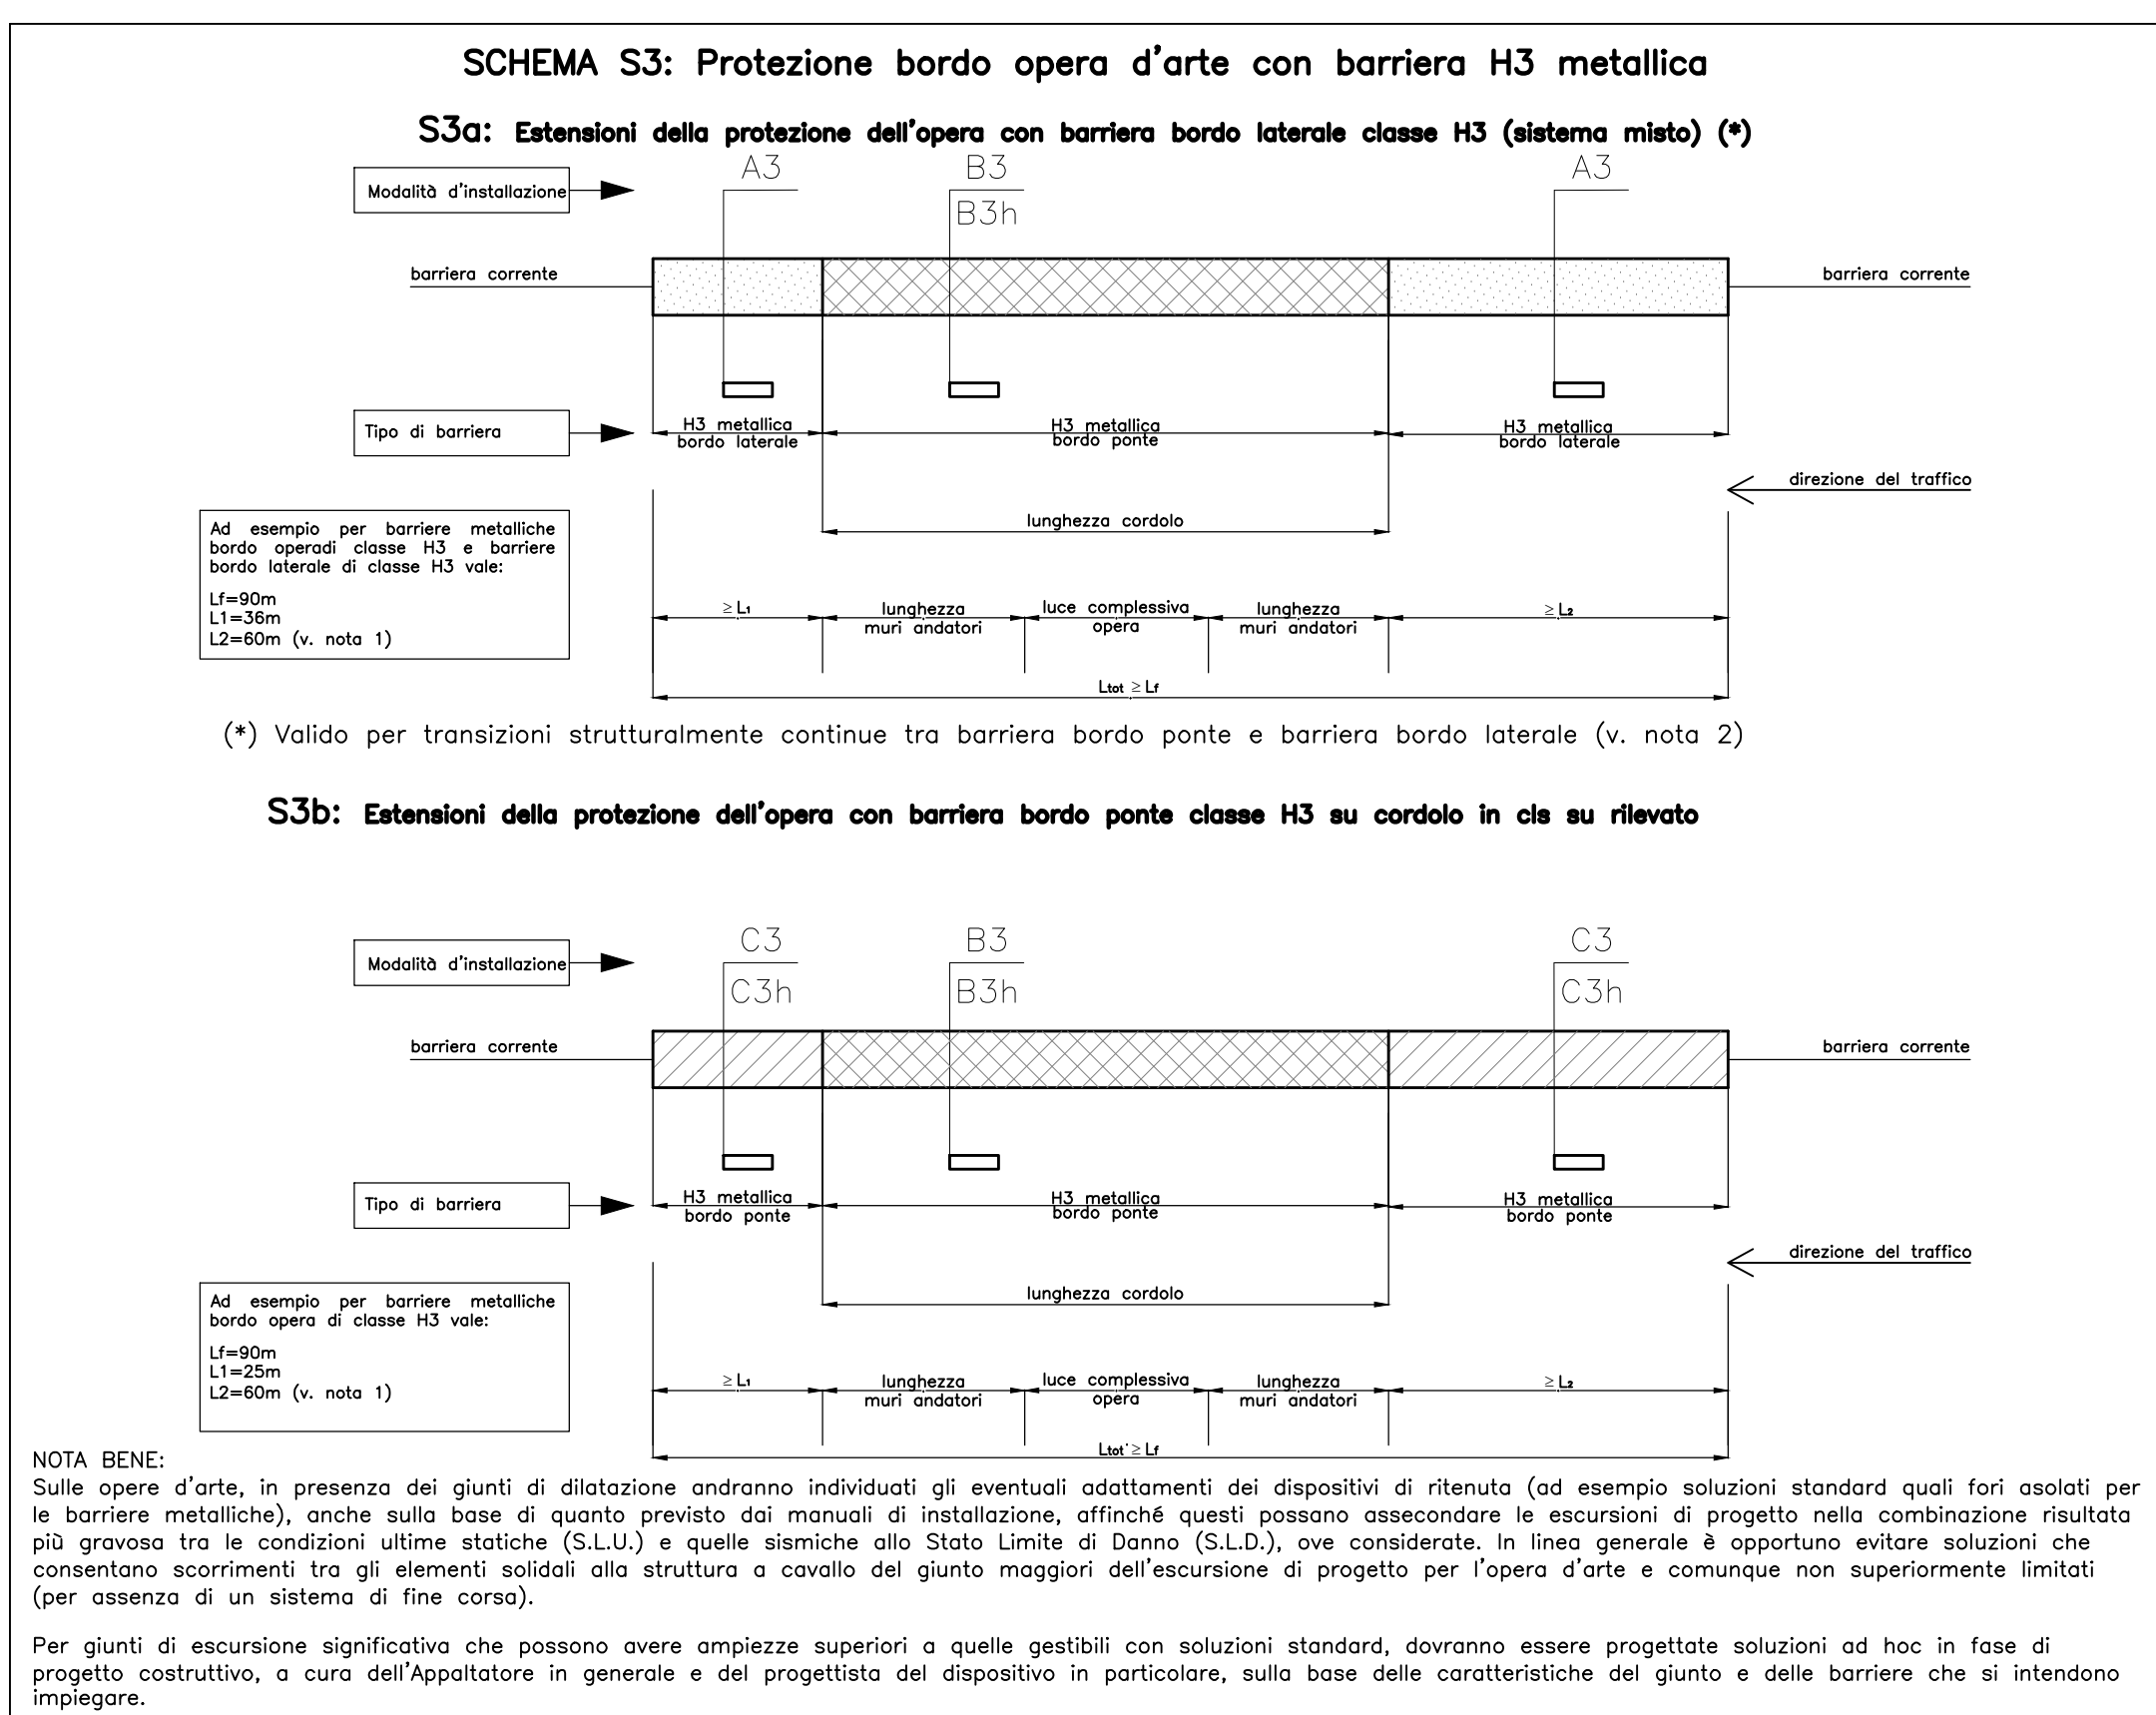 SCHEMA S3: Protezione bordo opera d'arte con barriera H3 metallica
S3a: Estensioni della protezione dell'opera con barriera bordo laterale classe H3 (sistema misto) (*)
Modalità d'installazione
A3
B3
B3h
A3
barriera corrente
barriera corrente
Tipo di barriera
H3 metallica
bordo laterale
H3 metallica
bordo ponte
H3 metallica
bordo laterale
direzione del traffico
lunghezza cordolo
Ad esempio per barriere metalliche
bordo operadi classe H3 e barriere
bordo laterale di classe H3 vale:
Lf=90m
L1=36m
L2=60m (v. nota 1)
≥ L1
lunghezza
muri andatori
luce complessiva
opera
lunghezza
muri andatori
≥ L2
Ltot ≥ Lf
(*) Valido per transizioni strutturalmente continue tra barriera bordo ponte e barriera bordo laterale (v. nota 2)
S3b: Estensioni della protezione dell'opera con barriera bordo ponte classe H3 su cordolo in cls su rilevato
Modalità d'installazione
C3
C3h
B3
B3h
C3
C3h
barriera corrente
barriera corrente
Tipo di barriera
H3 metallica
bordo ponte
H3 metallica
bordo ponte
H3 metallica
bordo ponte
direzione del traffico
lunghezza cordolo
Ad esempio per barriere metalliche
bordo opera di classe H3 vale:
Lf=90m
L1=25m
L2=60m (v. nota 1)
≥ L1
lunghezza
muri andatori
luce complessiva
opera
lunghezza
muri andatori
≥ L2
Ltot ≥ Lf
NOTA BENE:
Sulle opere d'arte, in presenza dei giunti di dilatazione andranno individuati gli eventuali adattamenti dei dispositivi di ritenuta (ad esempio soluzioni standard quali fori asolati per
le barriere metalliche), anche sulla base di quanto previsto dai manuali di installazione, affinché questi possano assecondare le escursioni di progetto nella combinazione risultata
più gravosa tra le condizioni ultime statiche (S.L.U.) e quelle sismiche allo Stato Limite di Danno (S.L.D.), ove considerate. In linea generale è opportuno evitare soluzioni che
consentano scorrimenti tra gli elementi solidali alla struttura a cavallo del giunto maggiori dell'escursione di progetto per l'opera d'arte e comunque non superiormente limitati
(per assenza di un sistema di fine corsa).
Per giunti di escursione significativa che possono avere ampiezze superiori a quelle gestibili con soluzioni standard, dovranno essere progettate soluzioni ad hoc in fase di
progetto costruttivo, a cura dell'Appaltatore in generale e del progettista del dispositivo in particolare, sulla base delle caratteristiche del giunto e delle barriere che si intendono
impiegare.